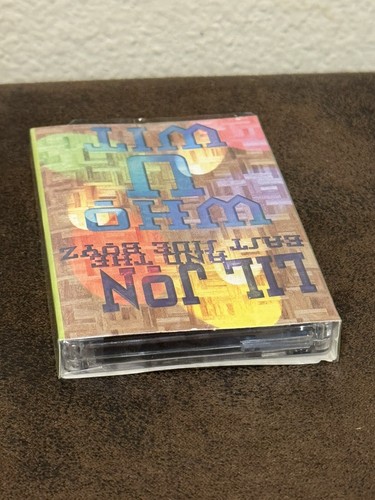 LIL JON
AND THE
EAST SIDE BOYZ
WHO
U
WIT